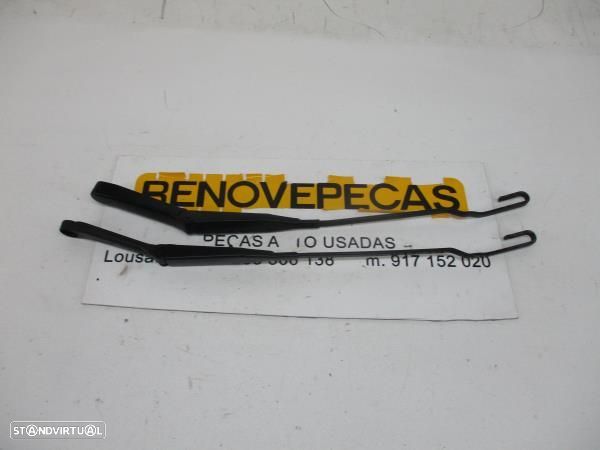 RENOVEPECAS
PEÇAS A TO USADAS
Lousa 138 m. 917 152 020
STANDVIRTUAL